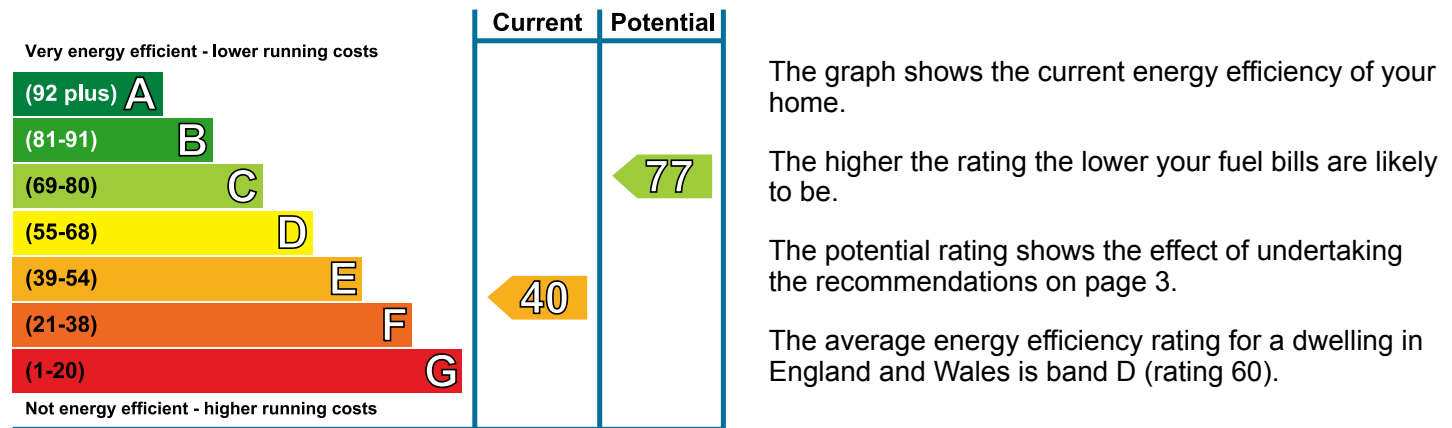 Current Potential
Very energy efficient - lower running costs
(92 plus) A
(81-91) B
(69-80) C
(55-68) D
(39-54) E
(21-38) F
(1-20) G
Not energy efficient - higher running costs
77
40
The graph shows the current energy efficiency of your
home.
The higher the rating the lower your fuel bills are likely
to be.
The potential rating shows the effect of undertaking
the recommendations on page 3.
The average energy efficiency rating for a dwelling in
England and Wales is band D (rating 60).